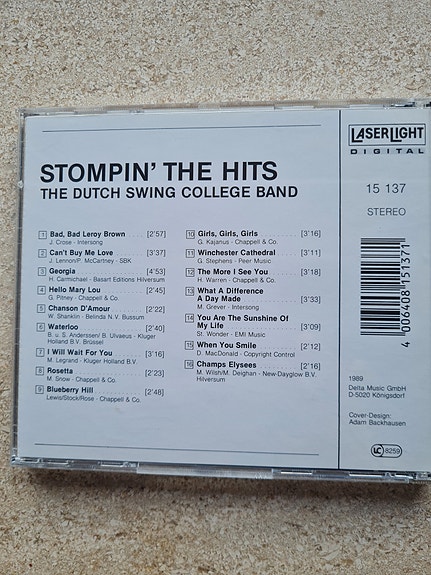 STOMPIN' THE HITS
THE DUTCH SWING COLLEGE BAND
1 Bad, Bad Leroy Brown [2'57]
J. Crose - Intersong
2 Can't Buy Me Love [3'37]
J. Lennon/P. McCartney - SBK
3 Georgia [4'53]
H. Carmichael - Basart Editions Hilversum
4 Hello Mary Lou [2'45]
G. Pitney - Chappell & Co.
5 Chanson D'Amour [2'22]
W. Shanklin - Belinda N.V. Bussum
6 Waterloo [2'40]
B. u. S. Anderssen/ B. Ulvaeus - Kluger
Holland B.V. Brüssel
7 I Will Wait For You [3'16]
M. Legrand - Kluger Holland B.V.
8 Rosetta [2'23]
M. Snow - Chappell & Co.
9 Blueberry Hill [2'48]
Lewis/Stock/Rose - Chappell & Co.
10 Girls, Girls, Girls [3'16]
G. Kajanus - Chappell & Co.
11 Winchester Cathedral [3'11]
G. Stephens - Peer Music
12 The More I See You [3'18]
H. Warren - Chappell & Co.
13 What A Difference
A Day Made [3'33]
M. Grever - Intersong
14 You Are The Sunshine Of
My Life [3'09]
St. Wonder - EMI Music
15 When You Smile [2'12]
D. MacDonald - Copyright Control
16 Champs Elysees [2'16]
M. Wilsh/M. Deighan - New-Dayglow B.V.
Hilversum
LASERLIGHT
DIGITAL
15 137
STEREO
4 006408 151371
1989
Delta Music GmbH
D-5020 Königsdorf
Cover-Design:
Adam Backhausen
LC 8259